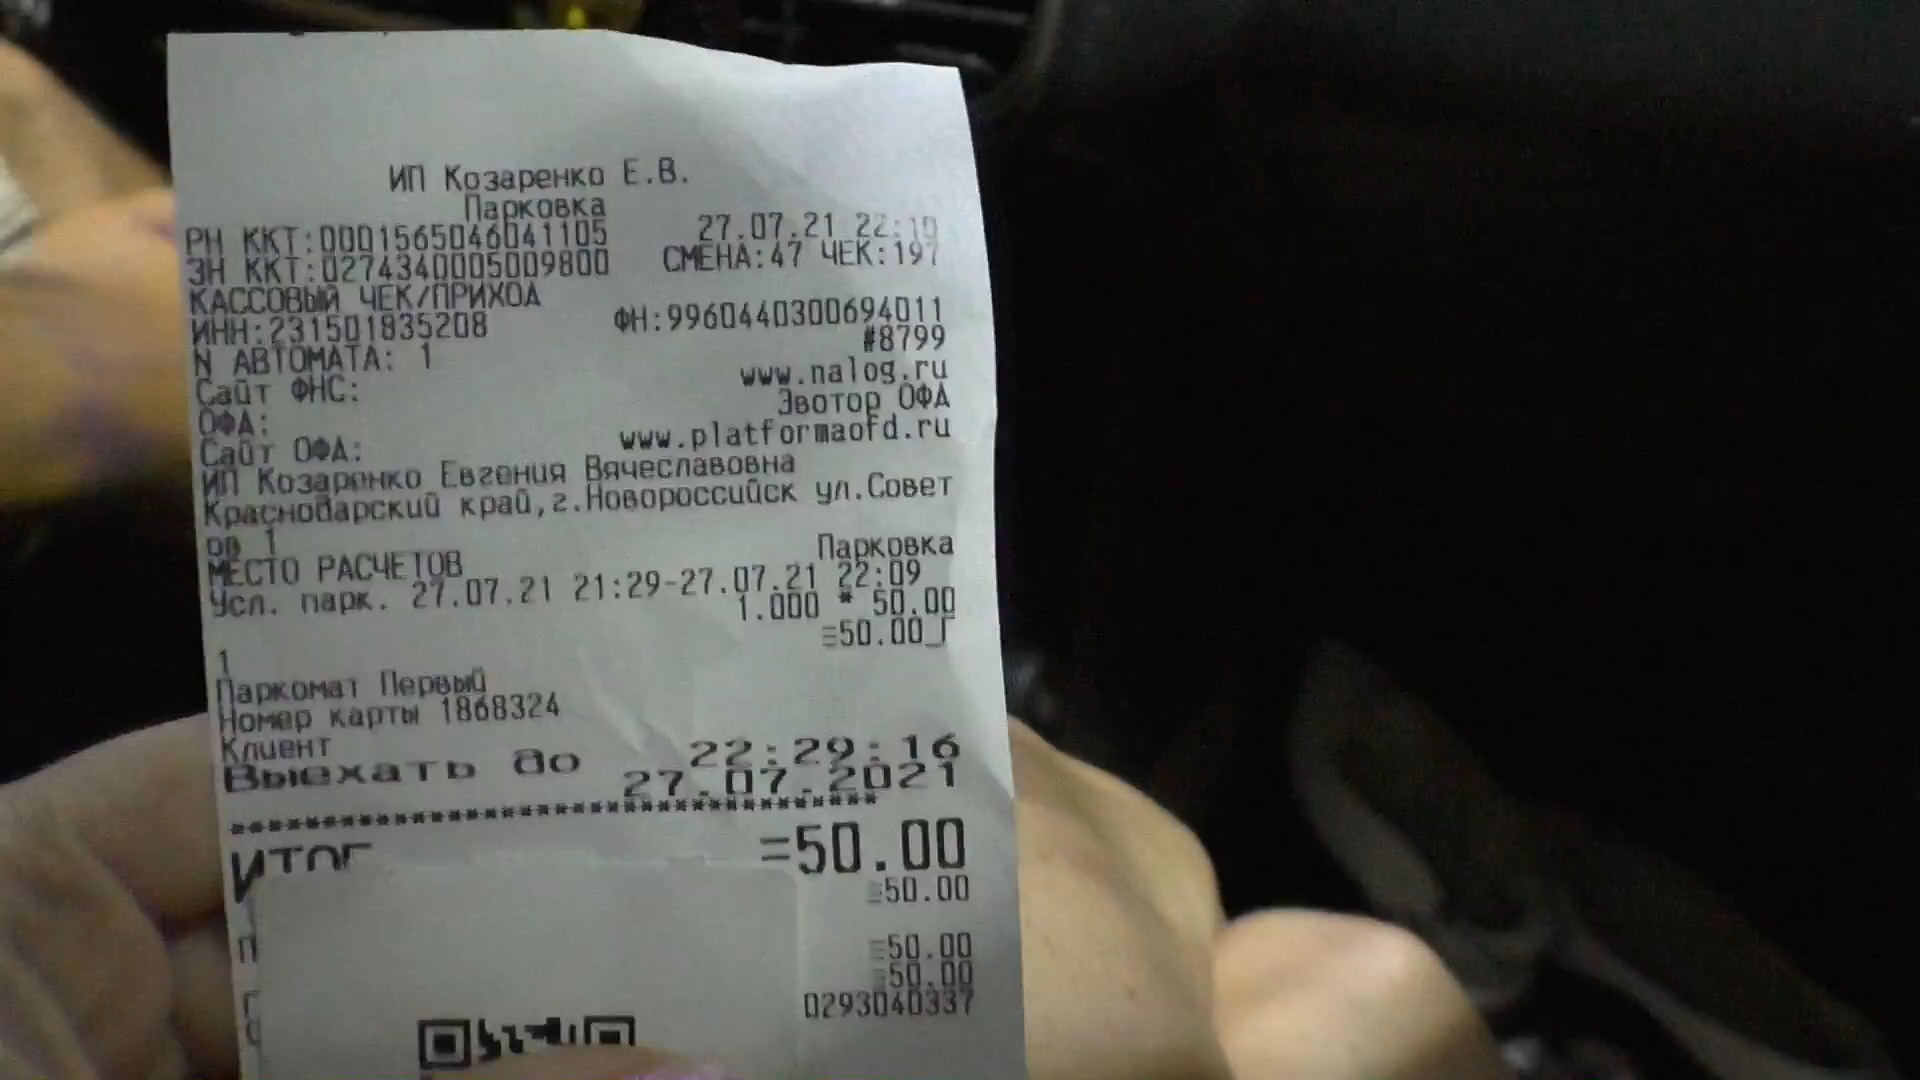 ИП Козаренко Е.В.
Парковка
РН ККТ:0001565046041105 27.07.21 22:10
ЗН ККТ:0274340005009800 СМЕНА:47 ЧЕК:197
КАССОВЫЙ ЧЕК/ПРИХОД
ИНН:231501835208 ФН:9960440300694011
#8799
N АВТОМАТА: 1
Сайт ФНС: www.nalog.ru
ОФД: Эвотор ОФД
Сайт ОФД: www.platformaofd.ru
ИП Козаренко Евгения Вячеславовна
Краснодарский край,г.Новороссийск ул.Совет
ов 1
МЕСТО РАСЧЕТОВ Парковка
Усл. парк. 27.07.21 21:29-27.07.21 22:09
1.000 * 50.00
≡50.00_Г
1
Паркомат Первый
Номер карты 1868324
Клиент
Выехать до 22:29:16
27.07.2021
************************************
ИТОГ =50.00
≡50.00
≡50.00
≡50.00
0293040337